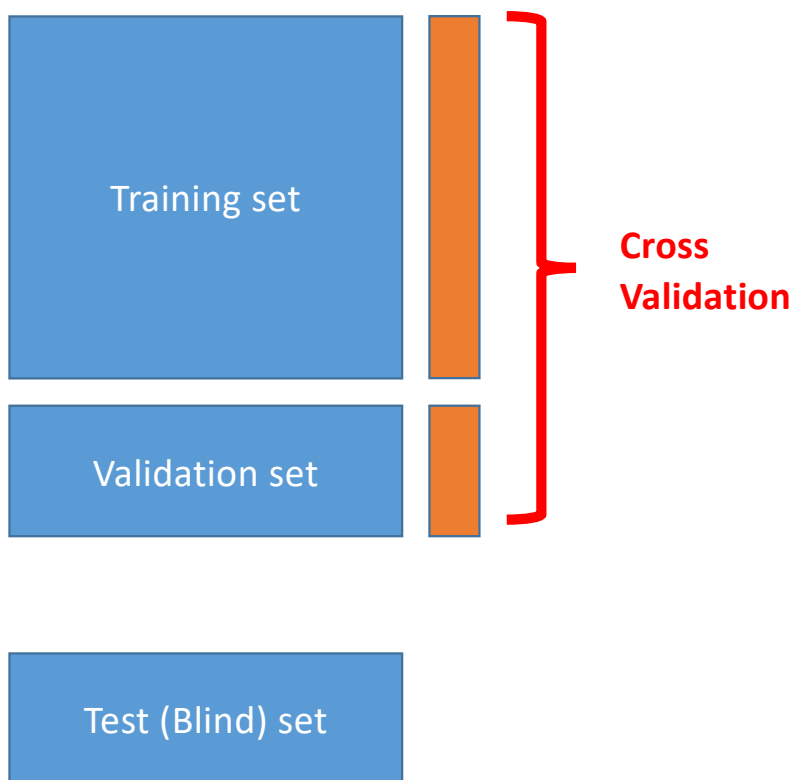 Training set
Cross
Validation
Validation set
Test (Blind) set